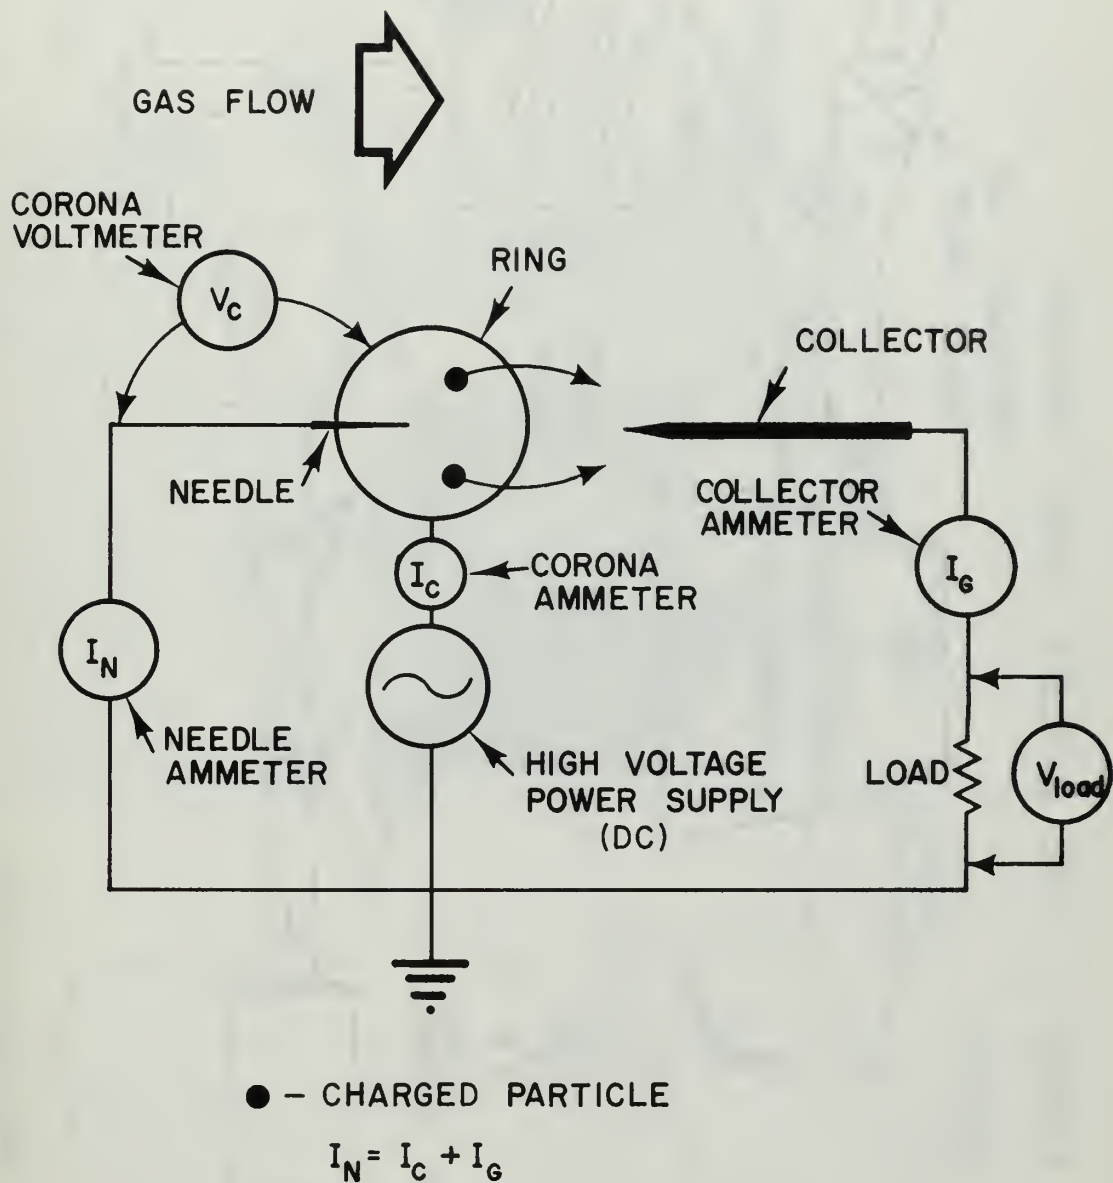 GAS FLOW
CORONA
VOLTMETER
V_C
RING
COLLECTOR
NEEDLE
COLLECTOR
AMMETER
I_C
CORONA
AMMETER
I_G
I_N
NEEDLE
AMMETER
HIGH VOLTAGE
POWER SUPPLY
(DC)
LOAD
V_load
● – CHARGED PARTICLE
I_N = I_C + I_G